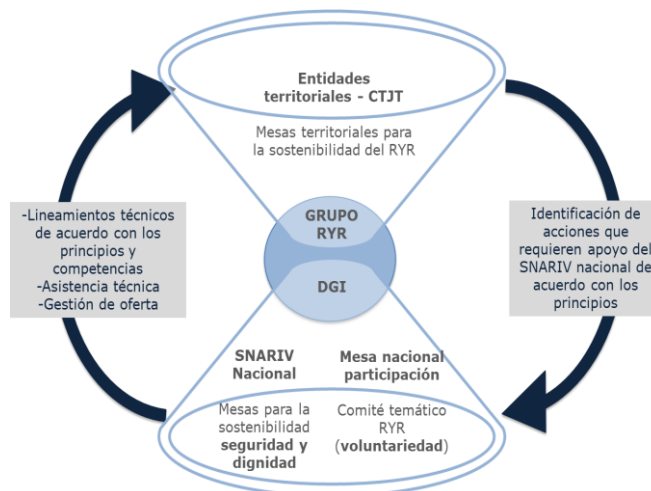 Entidades
territoriales - CTJT
Mesas territoriales para
la sostenibilidad del RYR
GRUPO
RYR
DGI
-Lineamientos técnicos
de acuerdo con los
principios y
competencias
-Asistencia técnica
-Gestión de oferta
Identificación de
acciones que
requieren apoyo del
SNARIV nacional de
acuerdo con los
principios
SNARIV
Nacional
Mesas para la
sostenibilidad
seguridad y
dignidad
Mesa nacional
participación
Comité temático
RYR
(voluntariedad)